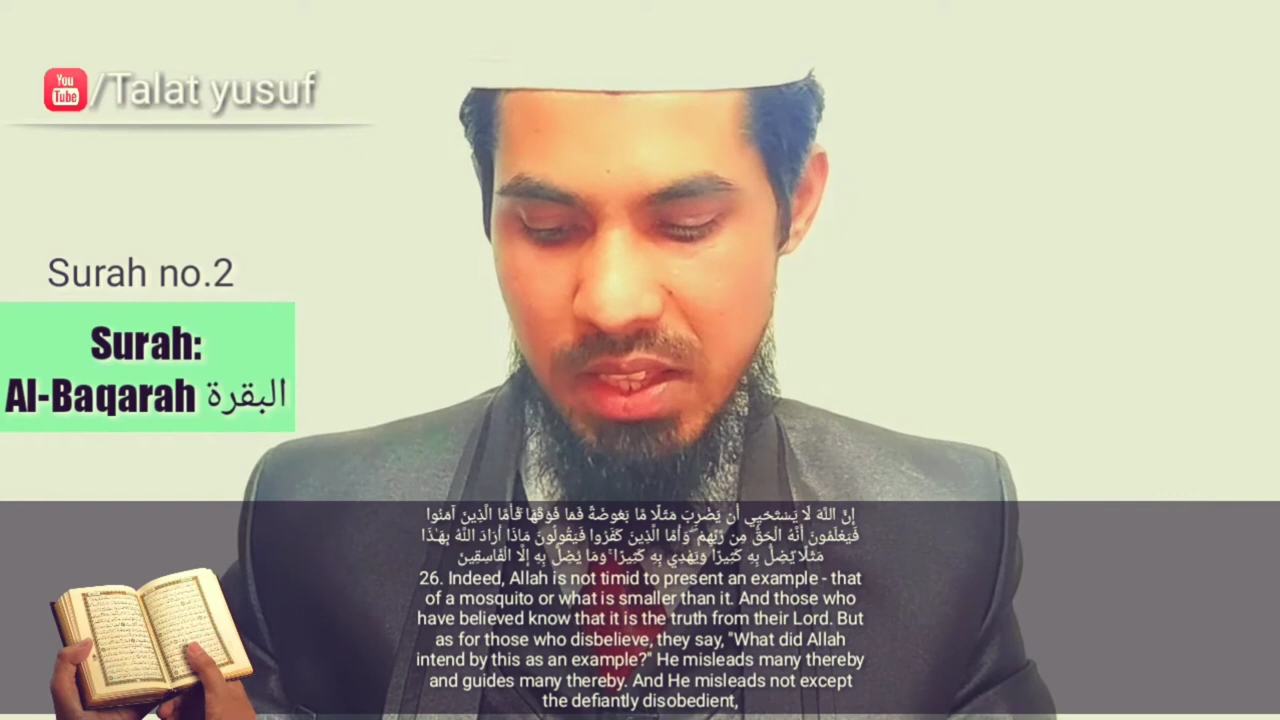 You
Tube
/Talat yusuf
Surah no.2
Surah:
Al-Baqarah البقرة
إِنَّ اللَّهَ لَا يَسْتَحْيِي أَن يَضْرِبَ مَثَلًا مَّا بَعُوضَةً فَمَا فَوْقَهَا ۚ فَأَمَّا الَّذِينَ آمَنُوا
فَيَعْلَمُونَ أَنَّهُ الْحَقُّ مِن رَّبِّهِمْ ۖ وَأَمَّا الَّذِينَ كَفَرُوا فَيَقُولُونَ مَاذَا أَرَادَ اللَّهُ بِهَٰذَا
مَثَلًا ۘ يُضِلُّ بِهِ كَثِيرًا وَيَهْدِي بِهِ كَثِيرًا ۚ وَمَا يُضِلُّ بِهِ إِلَّا الْفَاسِقِينَ
26. Indeed, Allah is not timid to present an example - that
of a mosquito or what is smaller than it. And those who
have believed know that it is the truth from their Lord. But
as for those who disbelieve, they say, "What did Allah
intend by this as an example?" He misleads many thereby
and guides many thereby. And He misleads not except
the defiantly disobedient,